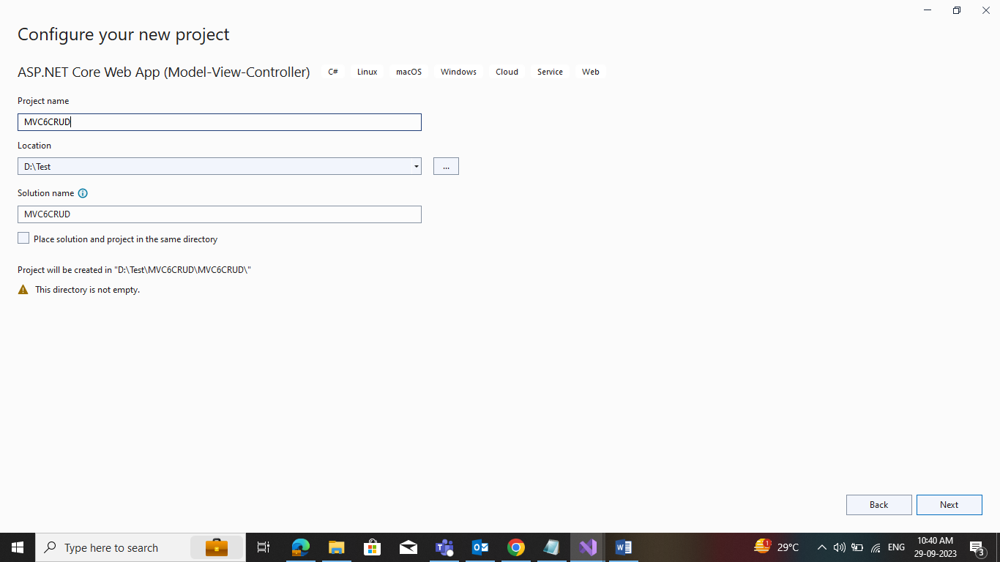 Configure your new project
ASP.NET Core Web App (Model-View-Controller) C# Linux macOS Windows Cloud Service Web
Project name
MVC6CRUD
Location
D:\Test
...
Solution name
MVC6CRUD
Place solution and project in the same directory
Project will be created in "D:\Test\MVC6CRUD\MVC6CRUD\"
This directory is not empty.
Back Next
Type here to search
1 29°C ENG 10:40 AM
29-09-2023 3